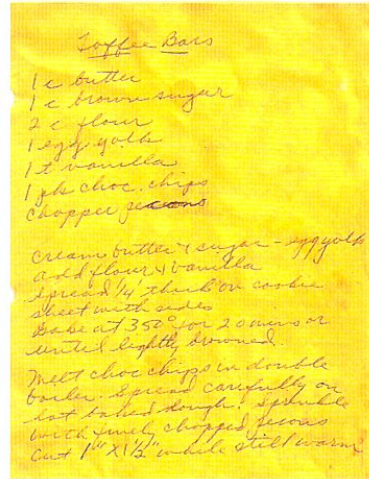 Toffee Bars
1 c butter
1 c brown sugar
2 c flour
1 egg yolk
1 t vanilla
1 pk choc. chips
chopper pecans
Cream butter & sugar - egg yolk
add flour & vanilla
Spread 1/4" thick on cookie
sheet with sides
Bake at 350° for 20 mins or
until lightly browned.
Melt choc chips in double
boiler. Spread carefully on
hot baked dough. Sprinkle
with finely chopped pecans
Cut 1" X 1/2" while still warm